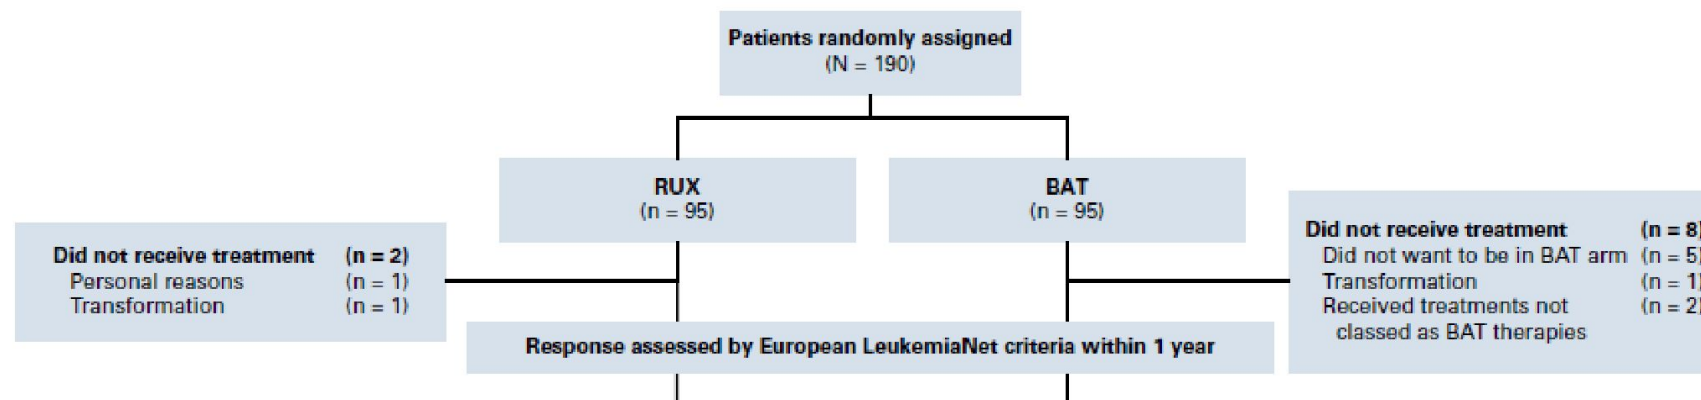 Patients randomly assigned
(N = 190)
RUX
(n = 95)
BAT
(n = 95)
Did not receive treatment (n = 2)
Personal reasons (n = 1)
Transformation (n = 1)
Did not receive treatment (n = 8)
Did not want to be in BAT arm (n = 5)
Transformation (n = 1)
Received treatments not (n = 2)
classed as BAT therapies
Response assessed by European LeukemiaNet criteria within 1 year